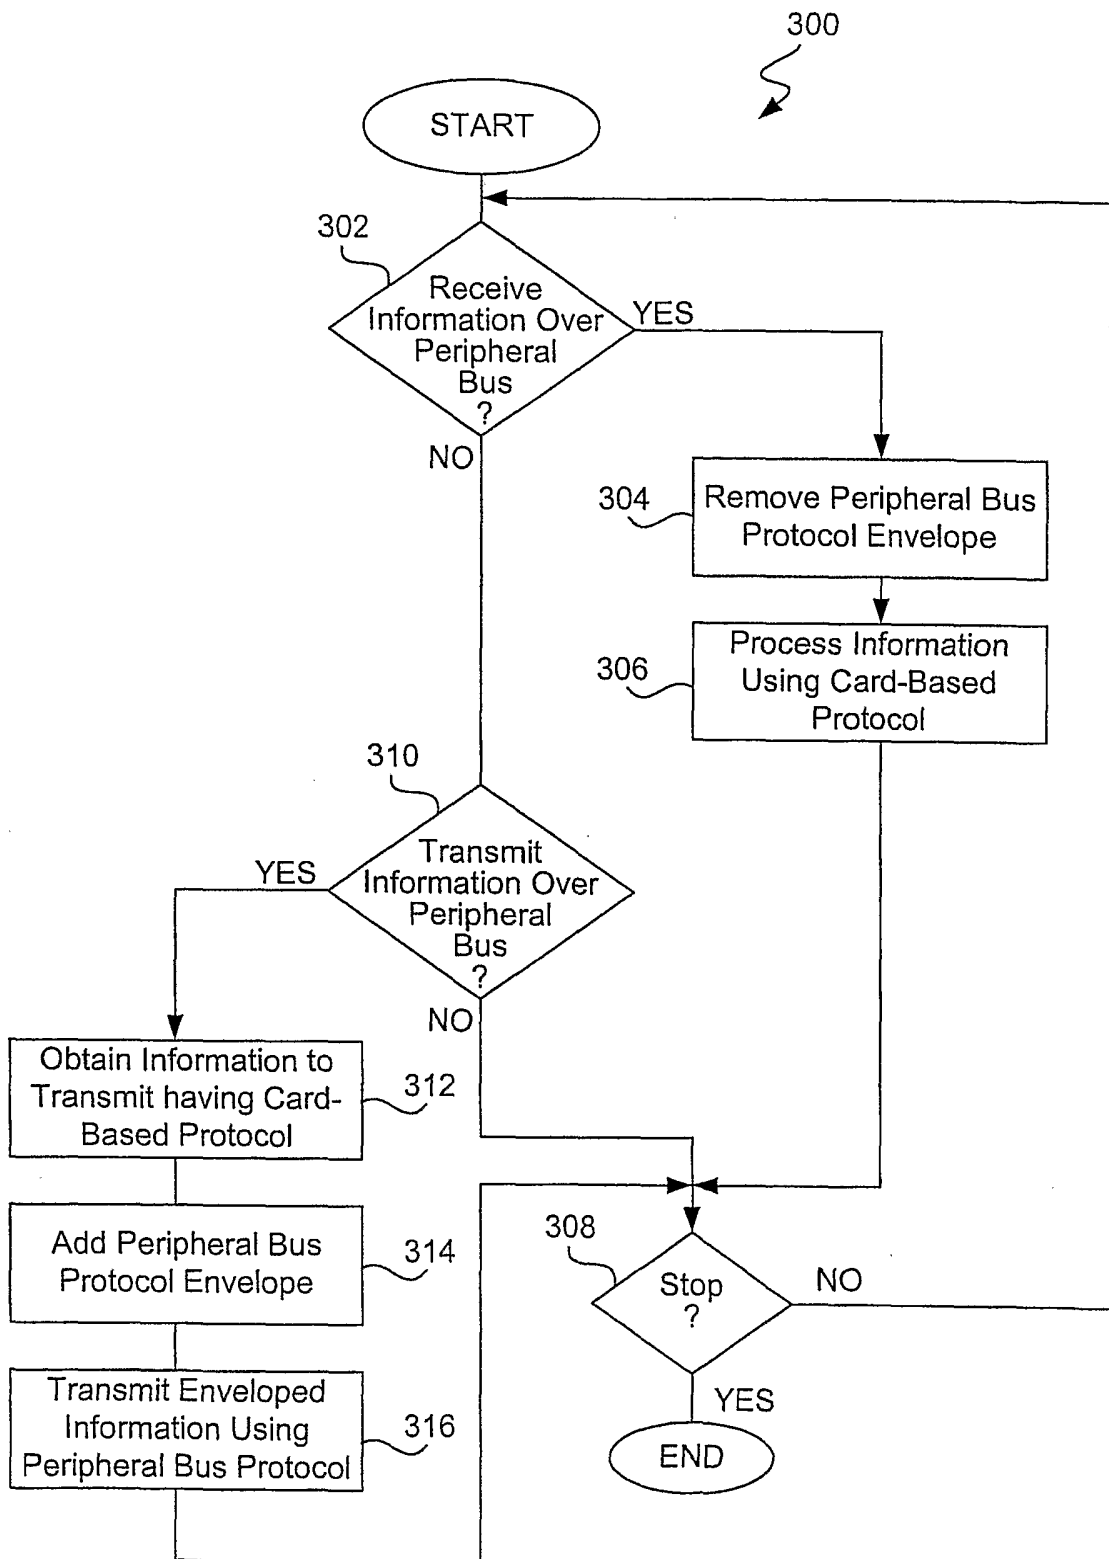 300
START
302
Receive
Information Over
Peripheral
Bus
?
YES
NO
304
Remove Peripheral Bus
Protocol Envelope
306
Process Information
Using Card-Based
Protocol
310
Transmit
Information Over
Peripheral
Bus
?
YES
NO
Obtain Information to
Transmit having Card-
Based Protocol
312
Add Peripheral Bus
Protocol Envelope
314
Transmit Enveloped
Information Using
Peripheral Bus Protocol
316
308
Stop
?
NO
YES
END